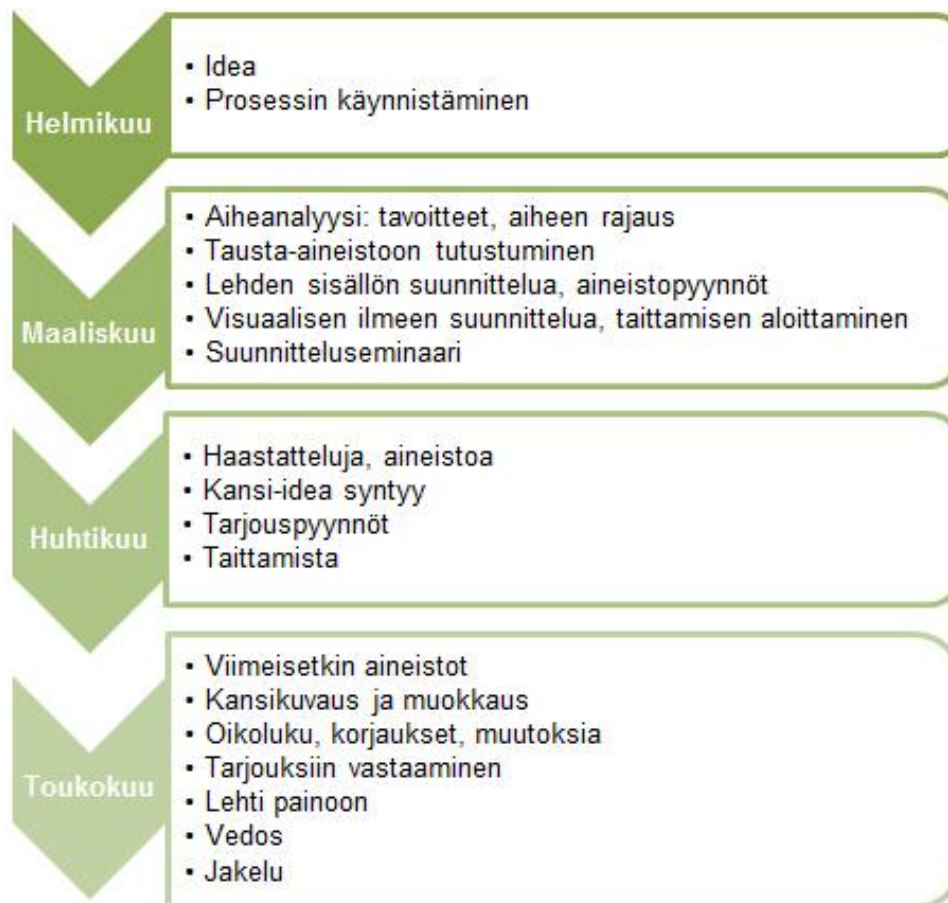 Helmikuu
• Idea
• Prosessin käynnistäminen
Maaliskuu
• Aiheanalyysi: tavoitteet, aiheen rajaus
• Tausta-aineistoon tutustuminen
• Lehden sisällön suunnittelua, aineistopyynnöt
• Visuaalisen ilmeen suunnittelua, taittamisen aloittaminen
• Suunnitteluseminaari
Huhtikuu
• Haastatteluja, aineistoa
• Kansi-idea syntyy
• Tarjouspyynnöt
• Taittamista
Toukokuu
• Viimeisetkin aineistot
• Kansikuvaus ja muokkaus
• Oikoluku, korjaukset, muutoksia
• Tarjouksiin vastaaminen
• Lehti painoon
• Vedos
• Jakelu